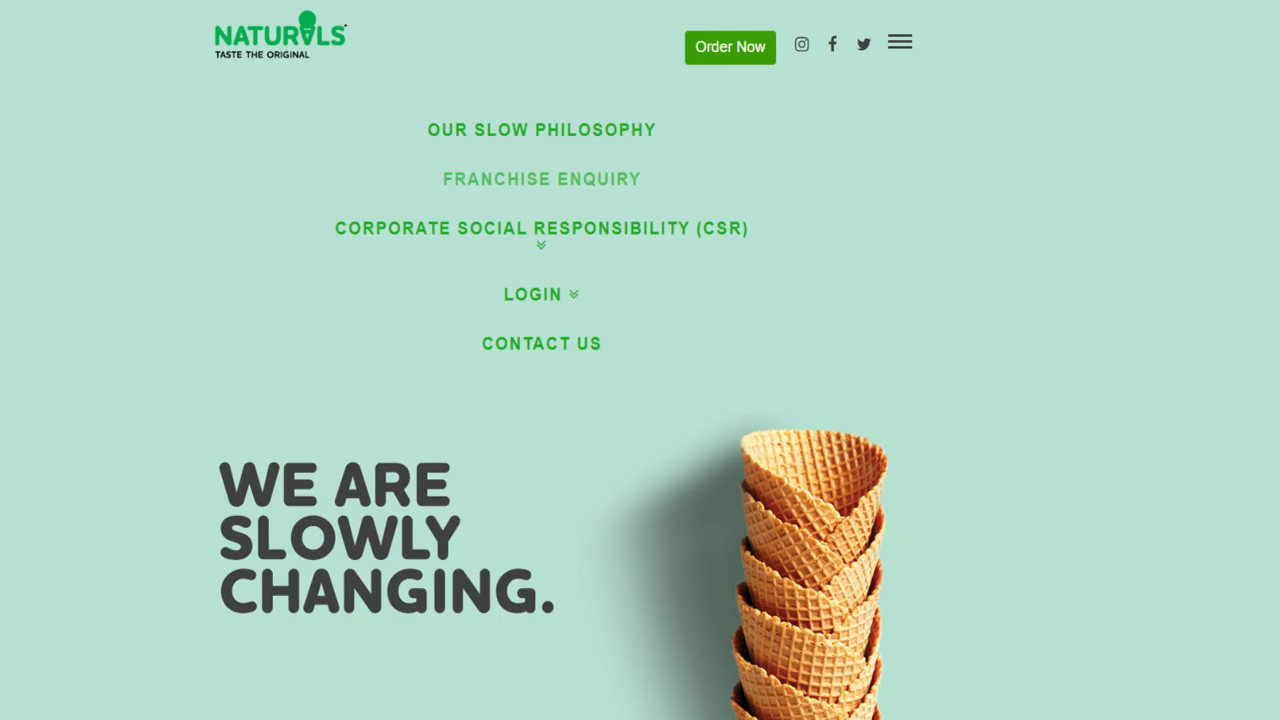 NATURALS
TASTE THE ORIGINAL
Order Now
OUR SLOW PHILOSOPHY
FRANCHISE ENQUIRY
CORPORATE SOCIAL RESPONSIBILITY (CSR)
LOGIN
CONTACT US
WE ARE
SLOWLY
CHANGING.